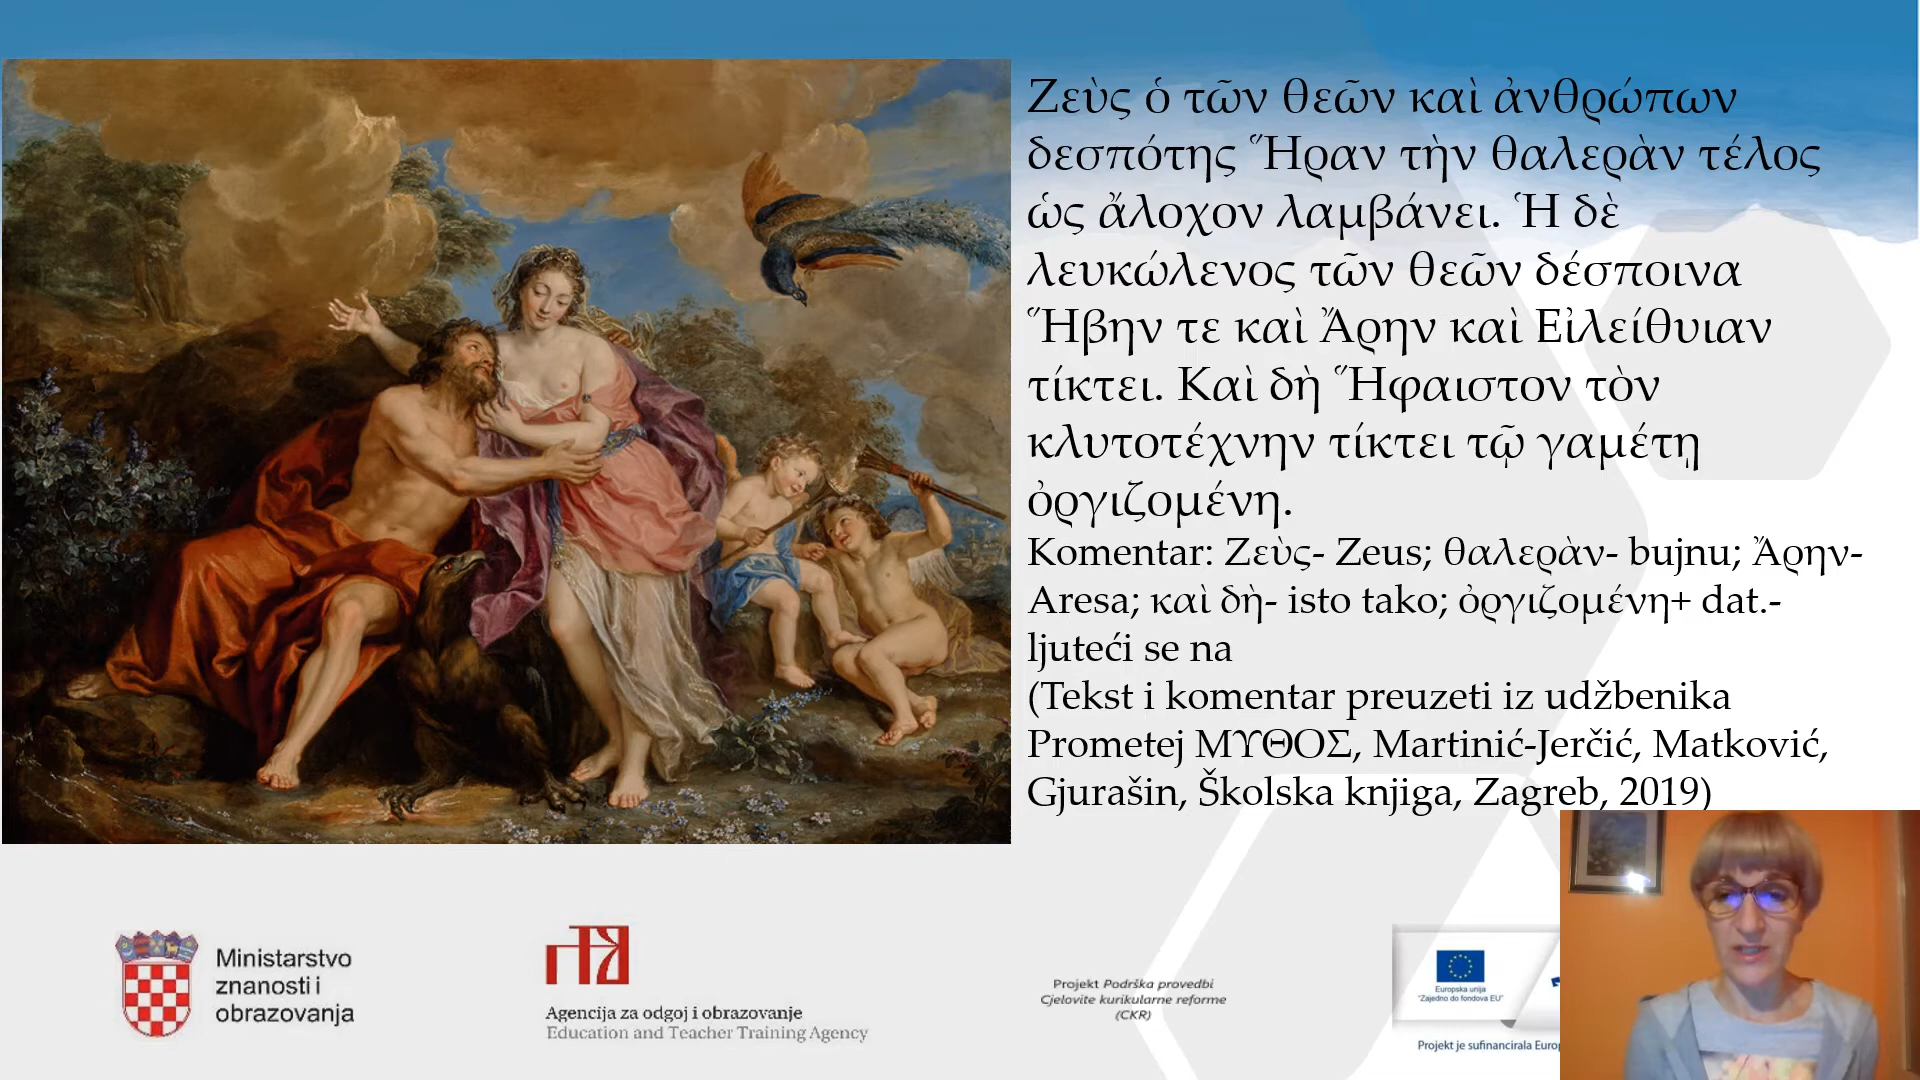 Ζεὺς ὁ τῶν θεῶν καὶ ἀνθρώπων
δεσπότης Ἥραν τὴν θαλερὰν τέλος
ὡς ἄλοχον λαμβάνει. Ἡ δὲ
λευκώλενος τῶν θεῶν δέσποινα
Ἥβην τε καὶ Ἄρην καὶ Εἰλείθυιαν
τίκτει. Καὶ δὴ Ἥφαιστον τὸν
κλυτοτέχνην τίκτει τῷ γαμέτῃ
ὀργιζομένη.
Komentar: Ζεὺς- Zeus; θαλερὰν- bujnu; Ἄρην-
Aresa; καὶ δὴ- isto tako; ὀργιζομένη+ dat.-
ljuteći se na
(Tekst i komentar preuzeti iz udžbenika
Prometej ΜΥΘΟΣ, Martinić-Jerčić, Matković,
Gjurašin, Školska knjiga, Zagreb, 2019)
Ministarstvo
znanosti i
obrazovanja
Agencija za odgoj i obrazovanje
Education and Teacher Training Agency
Projekt Podrška provedbi
Cjelovite kurikularne reforme
(CKR)
Europska unija
"Zajedno do fondova EU"
Projekt je sufinancirala